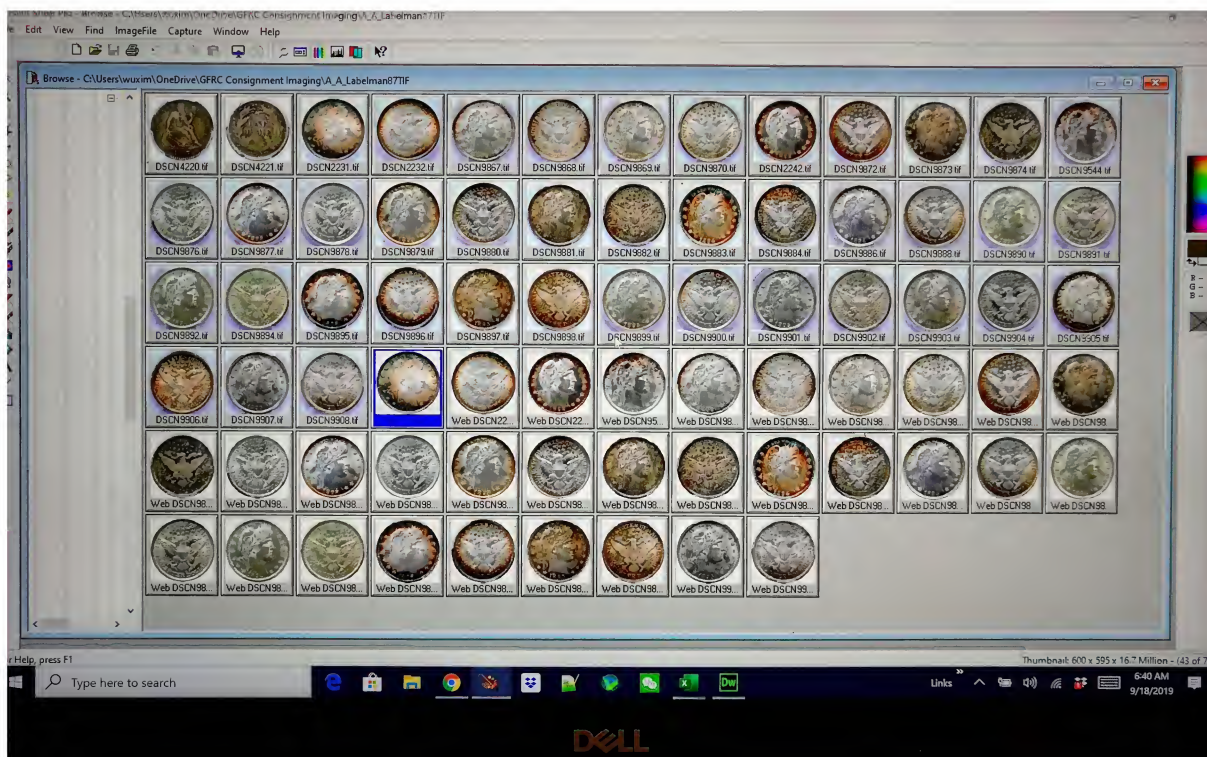 Browse - C:\Users\wuxim\OneDrive\GFRC Consignment Imaging\A_A_Labelman87TIF
Edit View Find ImageFile Capture Window Help
Browse - C:\Users\wuxim\OneDrive\GFRC Consignment Imaging\A_A_Labelman87TIF
DSCN4220.tif DSCN4221.tif DSCN2231.tif DSCN2232.tif DSCN9867.tif DSCN9868.tif DSCN9869.tif DSCN9870.tif DSCN2242.tif DSCN9872.tif DSCN9873.tif DSCN9874.tif DSCN9544.tif
DSCN9876.tif DSCN9877.tif DSCN9878.tif DSCN9879.tif DSCN9880.tif DSCN9881.tif DSCN9882.tif DSCN9883.tif DSCN9884.tif DSCN9886.tif DSCN9888.tif DSCN9890.tif DSCN9891.tif
DSCN9892.tif DSCN9894.tif DSCN9895.tif DSCN9896.tif DSCN9897.tif DSCN9898.tif DSCN9899.tif DSCN9900.tif DSCN9901.tif DSCN9902.tif DSCN9903.tif DSCN9904.tif DSCN9905.tif
DSCN9906.tif DSCN9907.tif DSCN9908.tif Web DSCN22... Web DSCN22... Web DSCN95... Web DSCN98... Web DSCN98... Web DSCN98... Web DSCN98... Web DSCN98... Web DSCN98...
Web DSCN98... Web DSCN98... Web DSCN98... Web DSCN98... Web DSCN98... Web DSCN98... Web DSCN98... Web DSCN98... Web DSCN98... Web DSCN98... Web DSCN98... Web DSCN98... Web DSCN98...
Web DSCN98... Web DSCN98... Web DSCN98... Web DSCN98... Web DSCN98... Web DSCN98... Web DSCN98... Web DSCN99... Web DSCN99...
R -
G -
B -
r Help, press F1
Thumbnail: 600 x 595 x 16.7 Million - (43 of 7
Type here to search
Dw
Links
6:40 AM
9/18/2019
DELL